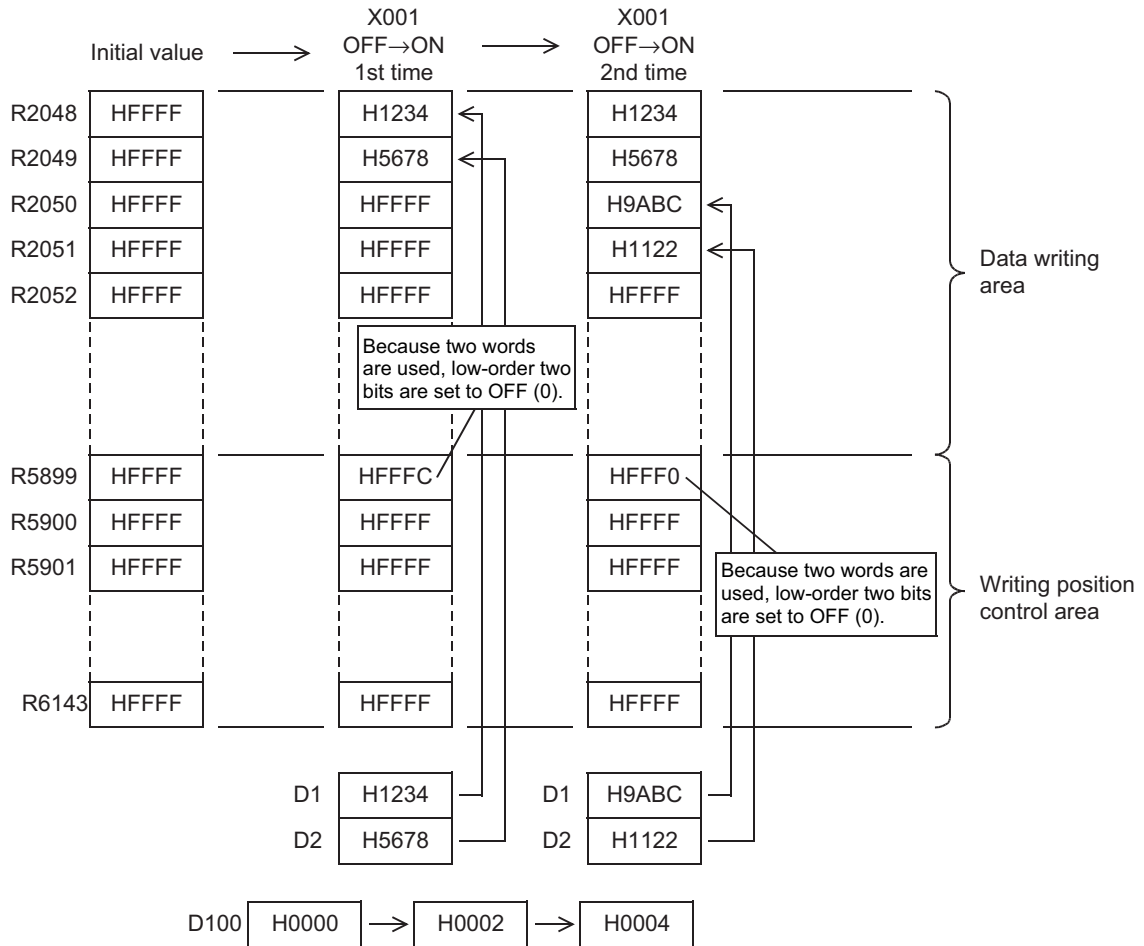 Initial value
X001
OFF→ON
1st time
X001
OFF→ON
2nd time
R2048 HFFFF H1234 H1234
R2049 HFFFF H5678 H5678
R2050 HFFFF HFFFF H9ABC
R2051 HFFFF HFFFF H1122
R2052 HFFFF HFFFF HFFFF
Data writing
area
Because two words
are used, low-order two
bits are set to OFF (0).
R5899 HFFFF HFFFC HFFF0
R5900 HFFFF HFFFF HFFFF
R5901 HFFFF HFFFF HFFFF
Because two words are
used, low-order two bits
are set to OFF (0).
Writing position
control area
R6143 HFFFF HFFFF HFFFF
D1 H1234 D1 H9ABC
D2 H5678 D2 H1122
D100 H0000 H0002 H0004